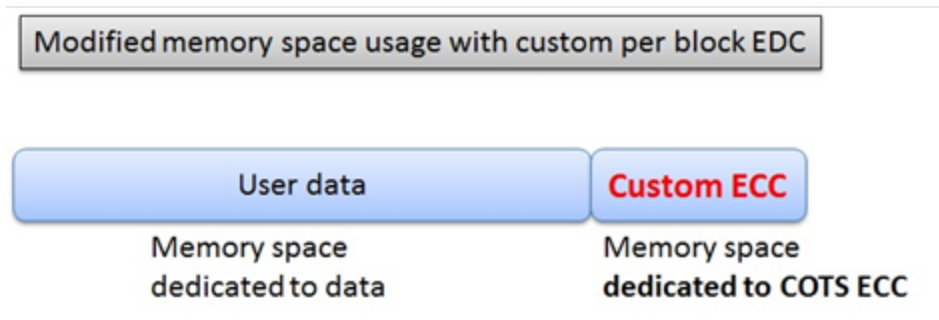 Modified memory space usage with custom per block EDC
User data
Custom ECC
Memory space
dedicated to data
Memory space
dedicated to COTS ECC